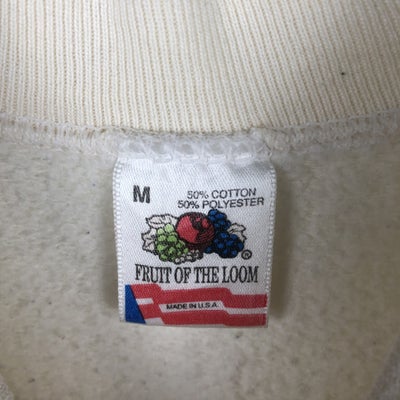 M
50% COTTON
50% POLYESTER
®
FRUIT OF THE LOOM
MADE IN U.S.A.